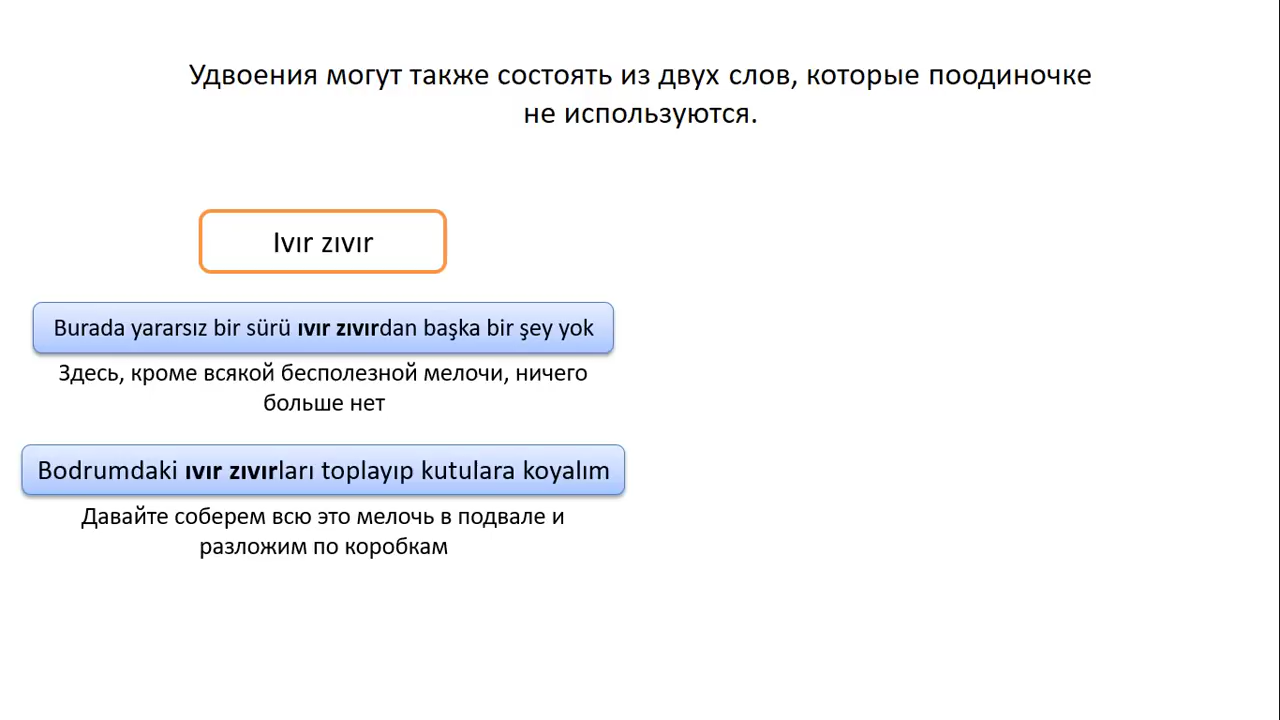 Удвоения могут также состоять из двух слов, которые поодиночке
не используются.
Ivır zıvır
Burada yararsız bir sürü ıvır zıvırdan başka bir şey yok
Здесь, кроме всякой бесполезной мелочи, ничего
больше нет
Bodrumdaki ıvır zıvırları toplayıp kutulara koyalım
Давайте соберем всю это мелочь в подвале и
разложим по коробкам